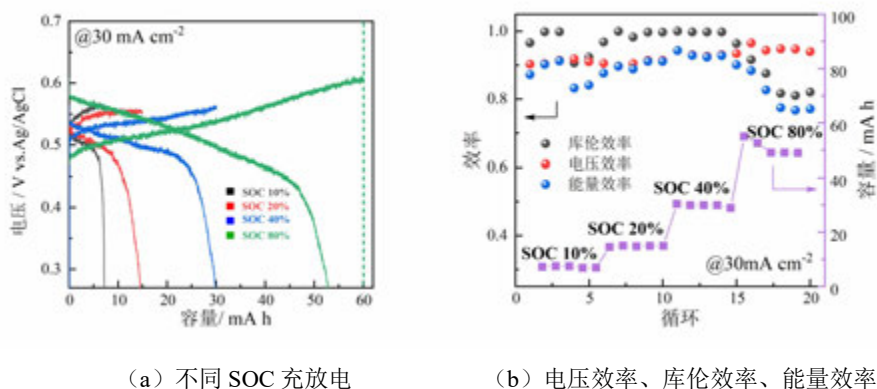 @30 mA cm-2
电压 / V vs.Ag/AgCl
0.7
0.6
0.5
0.4
0.3
SOC 10%
SOC 20%
SOC 40%
SOC 80%
0 10 20 30 40 50 60
容量/ mA h
效率
1.0
0.8
0.6
0.4
库伦效率
电压效率
能量效率
SOC 10%
SOC 20%
SOC 40%
SOC 80%
@30mA cm-2
0 5 10 15 20
循环
100
80
60
45
30
15
0
容量 / mA h
(a)不同 SOC 充放电
(b)电压效率、库伦效率、能量效率